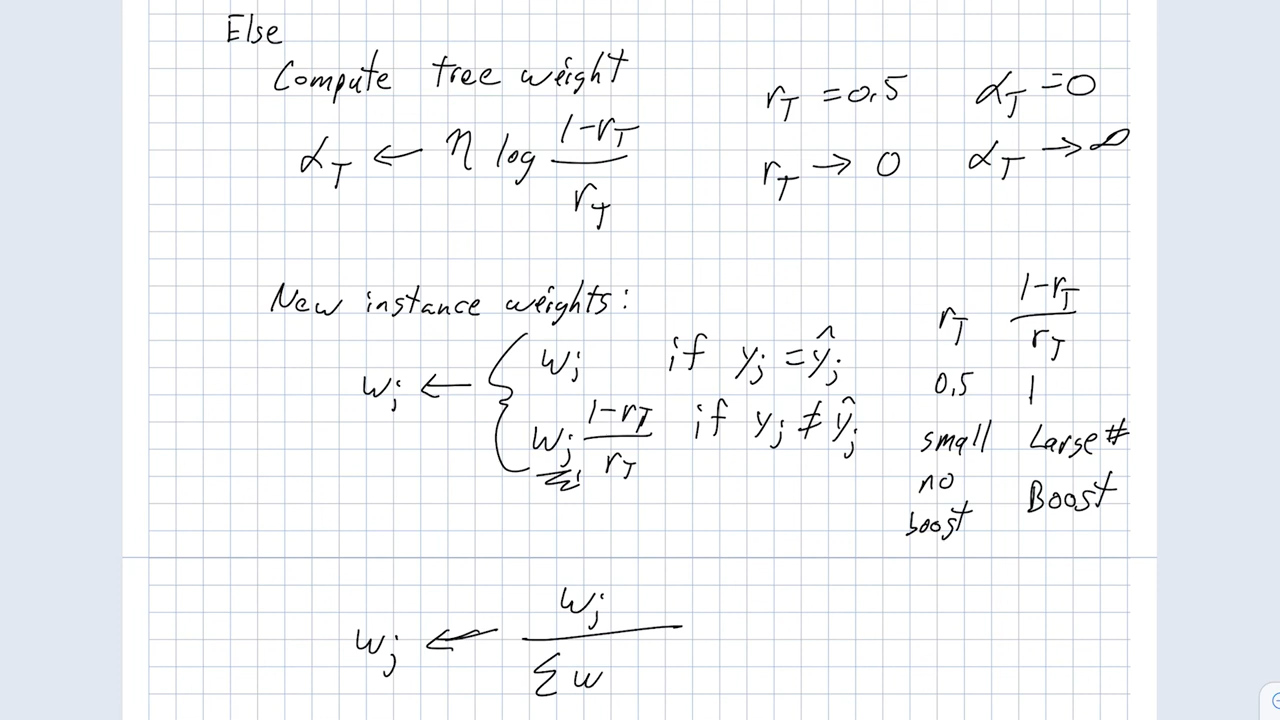 Else
Compute tree weight
α_T ← η log (1-r_T)/r_T
r_T = 0.5 α_T = 0
r_T → 0 α_T → ∞
New instance weights:
w_j ← { w_j if y_j = ŷ_j
w_j (1-r_T)/r_T if y_j ≠ ŷ_j
r_T (1-r_T)/r_T
0.5 1
small Large #
no boost Boost
w_j ← w_j / Σ w